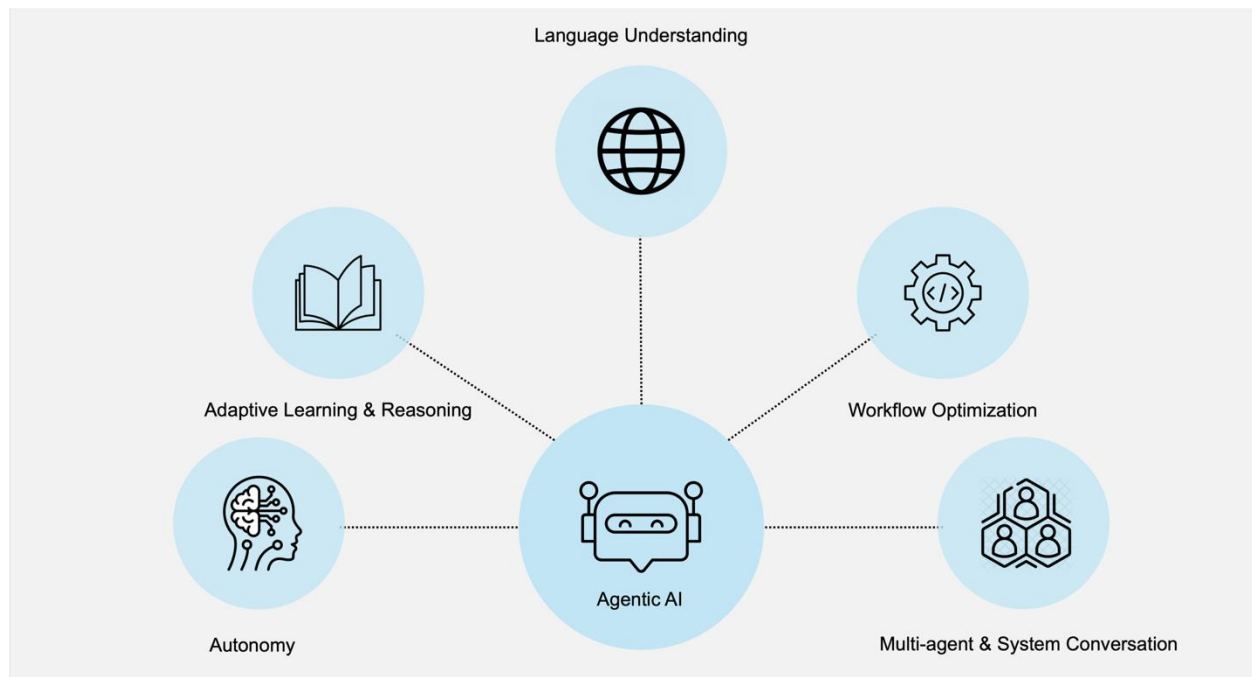 Language Understanding
Adaptive Learning & Reasoning
Workflow Optimization
</>
Agentic AI
Autonomy
Multi-agent & System Conversation